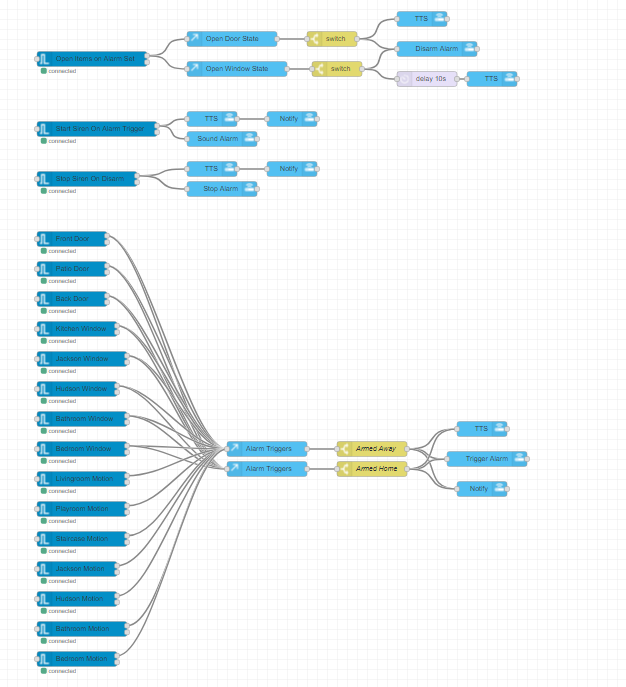 TTS
Open Door State
switch
Open Items on Alarm Set
Disarm Alarm
connected
Open Window State
switch
delay 10s
TTS
TTS
Notify
Start Siren On Alarm Trigger
connected
Sound Alarm
TTS
Notify
Stop Siren On Disarm
connected
Stop Alarm
Front Door
connected
Patio Door
connected
Back Door
connected
Kitchen Window
connected
Jackson Window
connected
Hudson Window
connected
Bathroom Window
connected
TTS
Bedroom Window
connected
Alarm Triggers
Armed Away
Trigger Alarm
Alarm Triggers
Armed Home
Livingroom Motion
connected
Notify
Playroom Motion
connected
Staircase Motion
connected
Jackson Motion
connected
Hudson Motion
connected
Bathroom Motion
connected
Bedroom Motion
connected